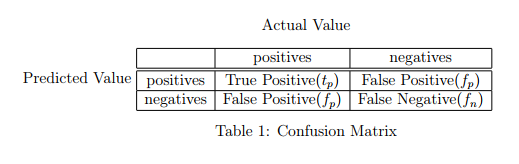 Actual Value
positives negatives
Predicted Value positives True Positive(tp) False Positive(fp)
negatives False Positive(fp) False Negative(fn)
Table 1: Confusion Matrix